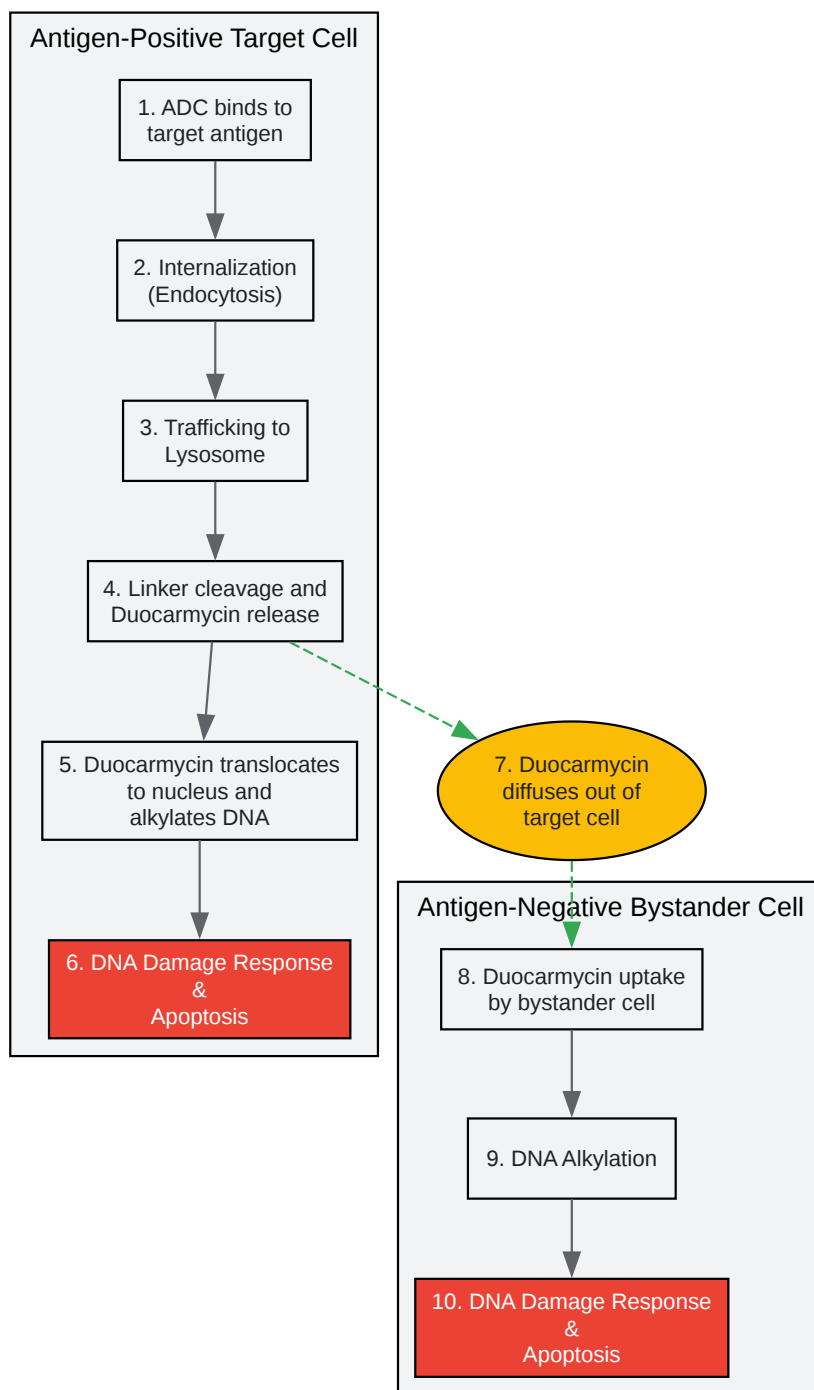 Antigen-Positive Target Cell
1. ADC binds to
target antigen
2. Internalization
(Endocytosis)
3. Trafficking to
Lysosome
4. Linker cleavage and
Duocarmycin release
5. Duocarmycin translocates
to nucleus and
alkylates DNA
6. DNA Damage Response
&
Apoptosis
7. Duocarmycin
diffuses out of
target cell
Antigen-Negative Bystander Cell
8. Duocarmycin uptake
by bystander cell
9. DNA Alkylation
10. DNA Damage Response
&
Apoptosis